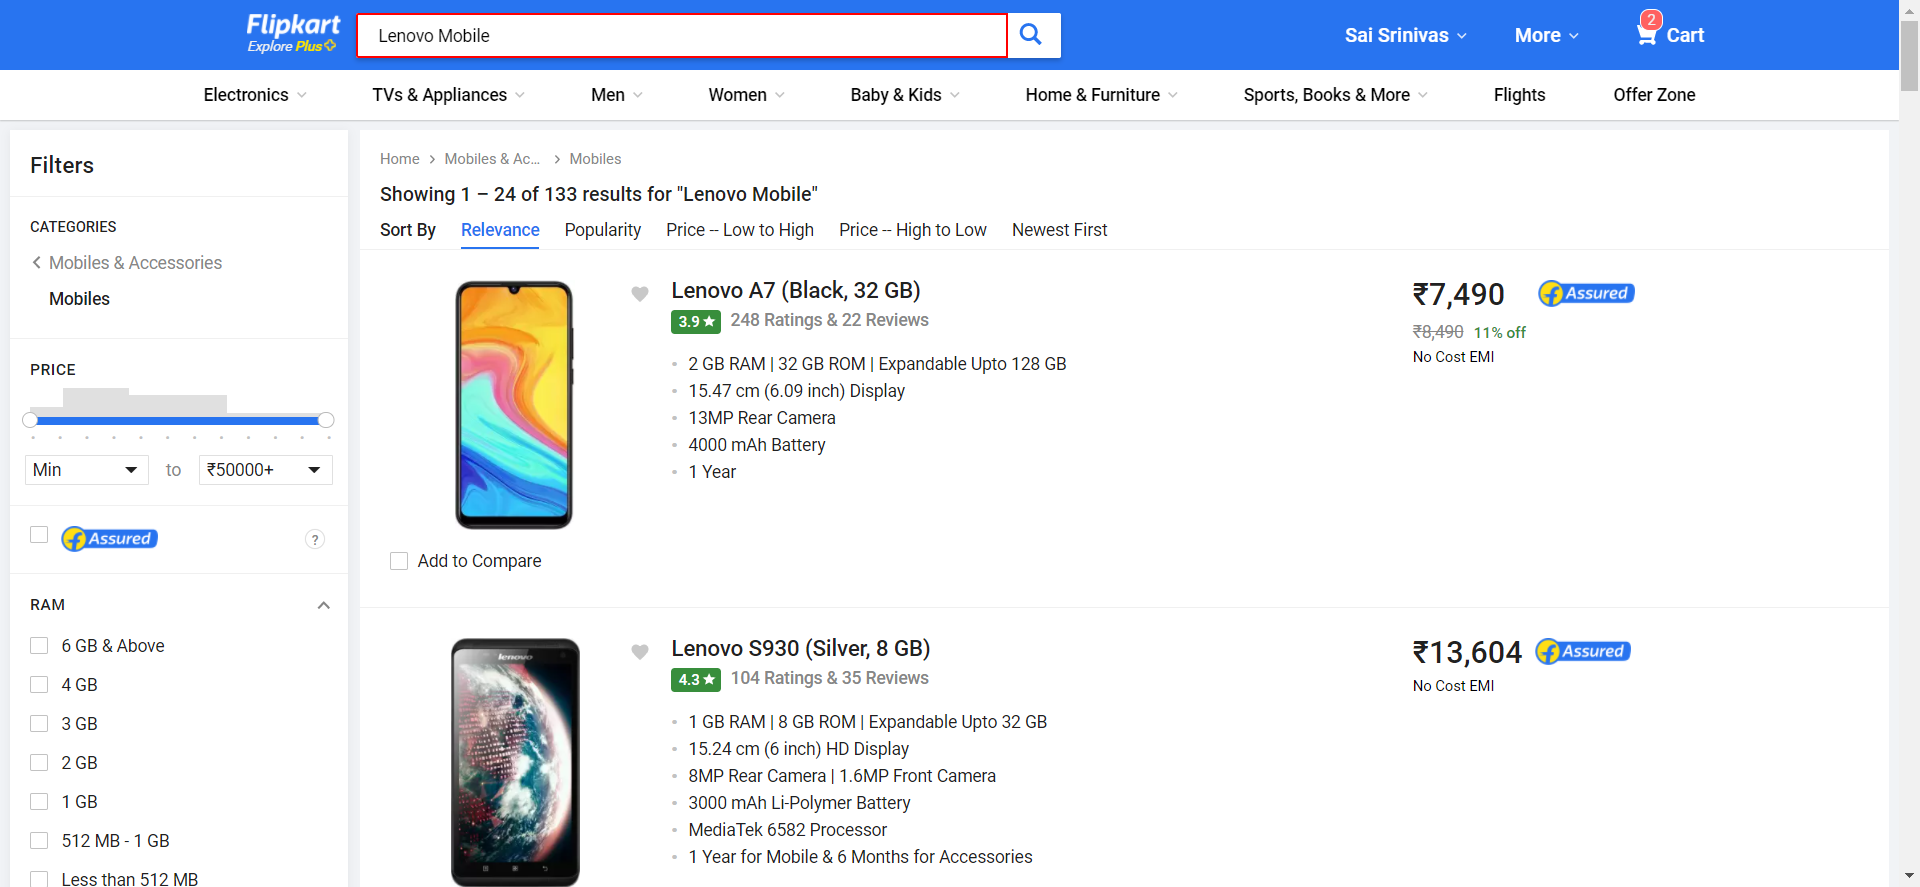 Flipkart
Explore Plus
Lenovo Mobile
Sai Srinivas
More
2
Cart
Electronics
TVs & Appliances
Men
Women
Baby & Kids
Home & Furniture
Sports, Books & More
Flights
Offer Zone
Filters
CATEGORIES
Mobiles & Accessories
Mobiles
PRICE
Min
to
₹50000+
Assured
?
RAM
6 GB & Above
4 GB
3 GB
2 GB
1 GB
512 MB - 1 GB
Less than 512 MB
Home
Mobiles & Ac...
Mobiles
Showing 1 – 24 of 133 results for "Lenovo Mobile"
Sort By
Relevance
Popularity
Price -- Low to High
Price -- High to Low
Newest First
Lenovo A7 (Black, 32 GB)
3.9 ★ 248 Ratings & 22 Reviews
2 GB RAM | 32 GB ROM | Expandable Upto 128 GB
15.47 cm (6.09 inch) Display
13MP Rear Camera
4000 mAh Battery
1 Year
₹7,490
Assured
₹8,490 11% off
No Cost EMI
Add to Compare
lenovo
Lenovo S930 (Silver, 8 GB)
4.3 ★ 104 Ratings & 35 Reviews
1 GB RAM | 8 GB ROM | Expandable Upto 32 GB
15.24 cm (6 inch) HD Display
8MP Rear Camera | 1.6MP Front Camera
3000 mAh Li-Polymer Battery
MediaTek 6582 Processor
1 Year for Mobile & 6 Months for Accessories
₹13,604
Assured
No Cost EMI